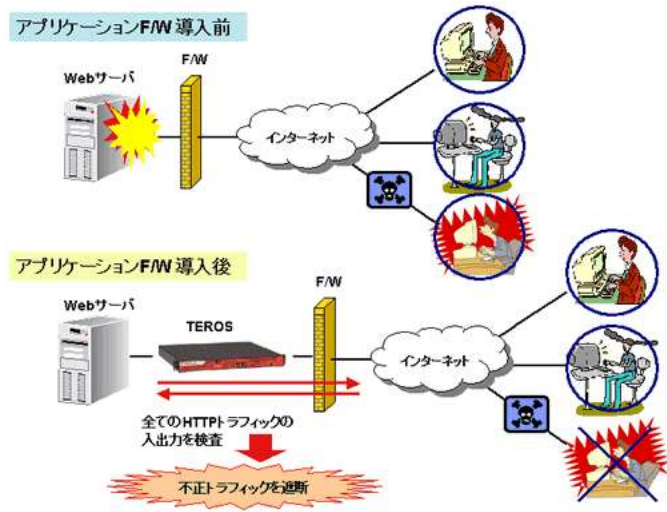 アプリケーションF/W 導入前
F/W
Webサーバ
インターネット
アプリケーションF/W 導入後
F/W
Webサーバ
TEROS
インターネット
全てのHTTPトラフィックの
入出力を検査
不正トラフィックを遮断